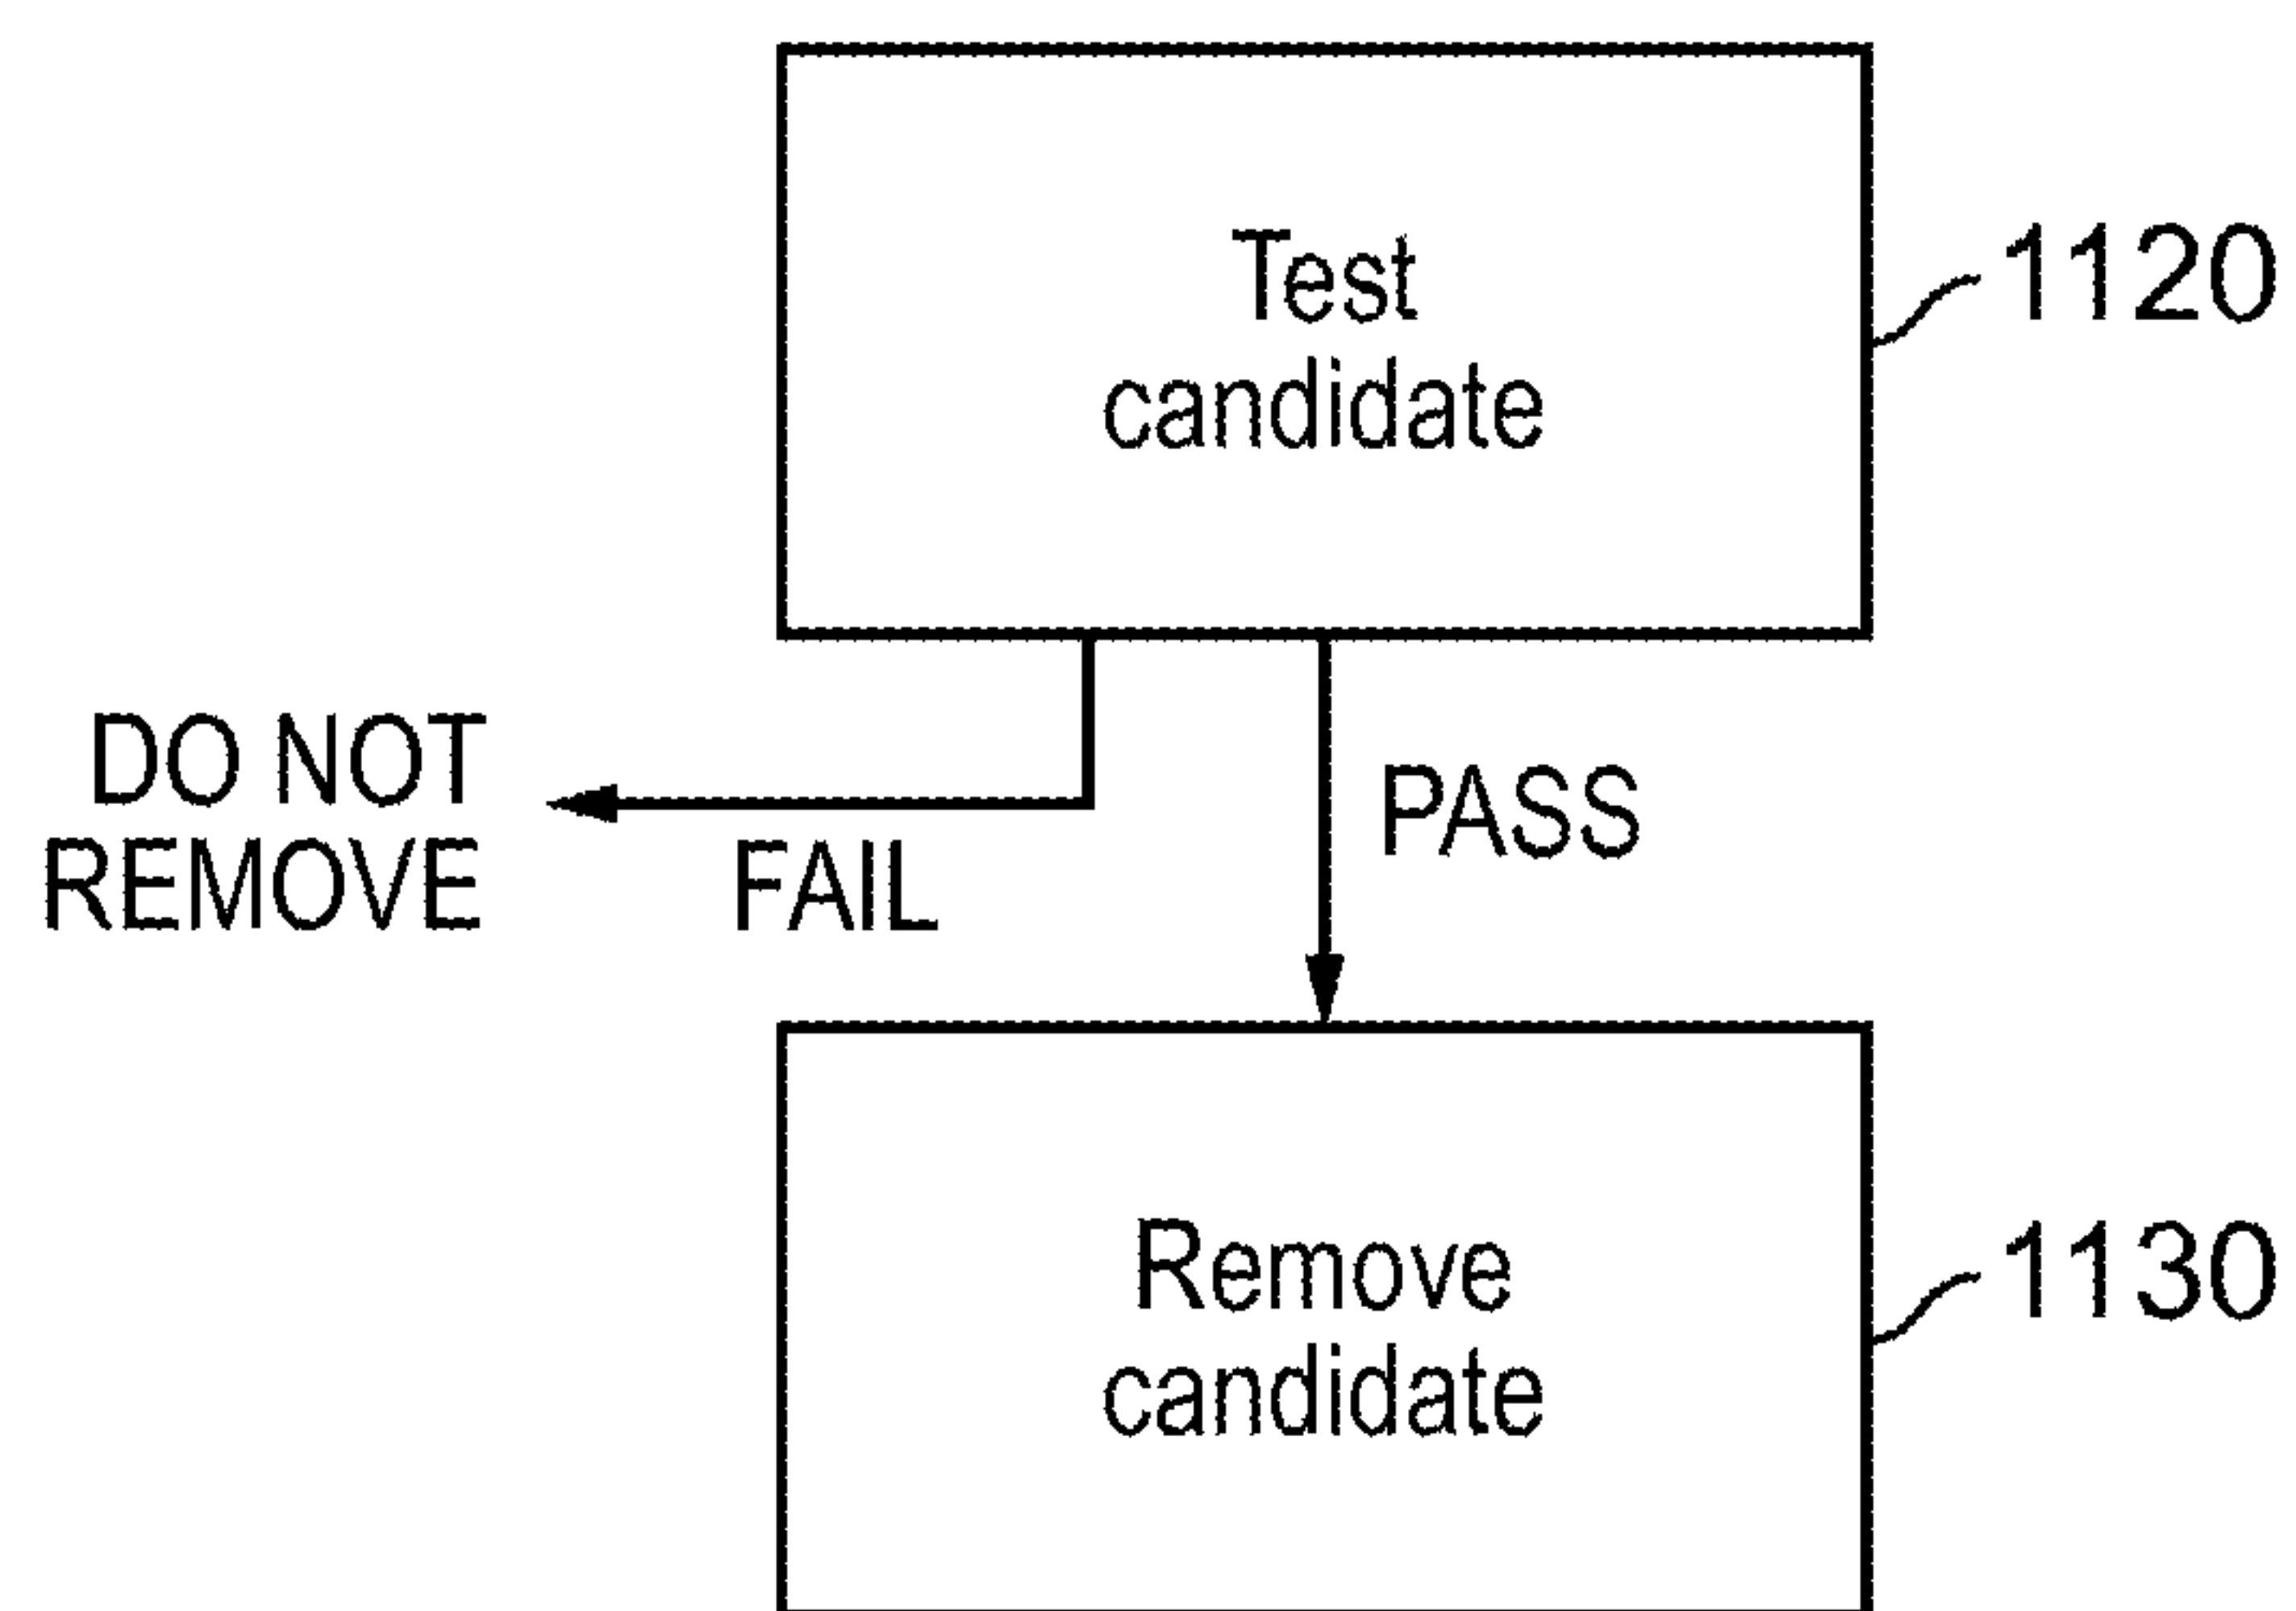 Test
candidate
1120
DO NOT
REMOVE
FAIL
PASS
Remove
candidate
1130